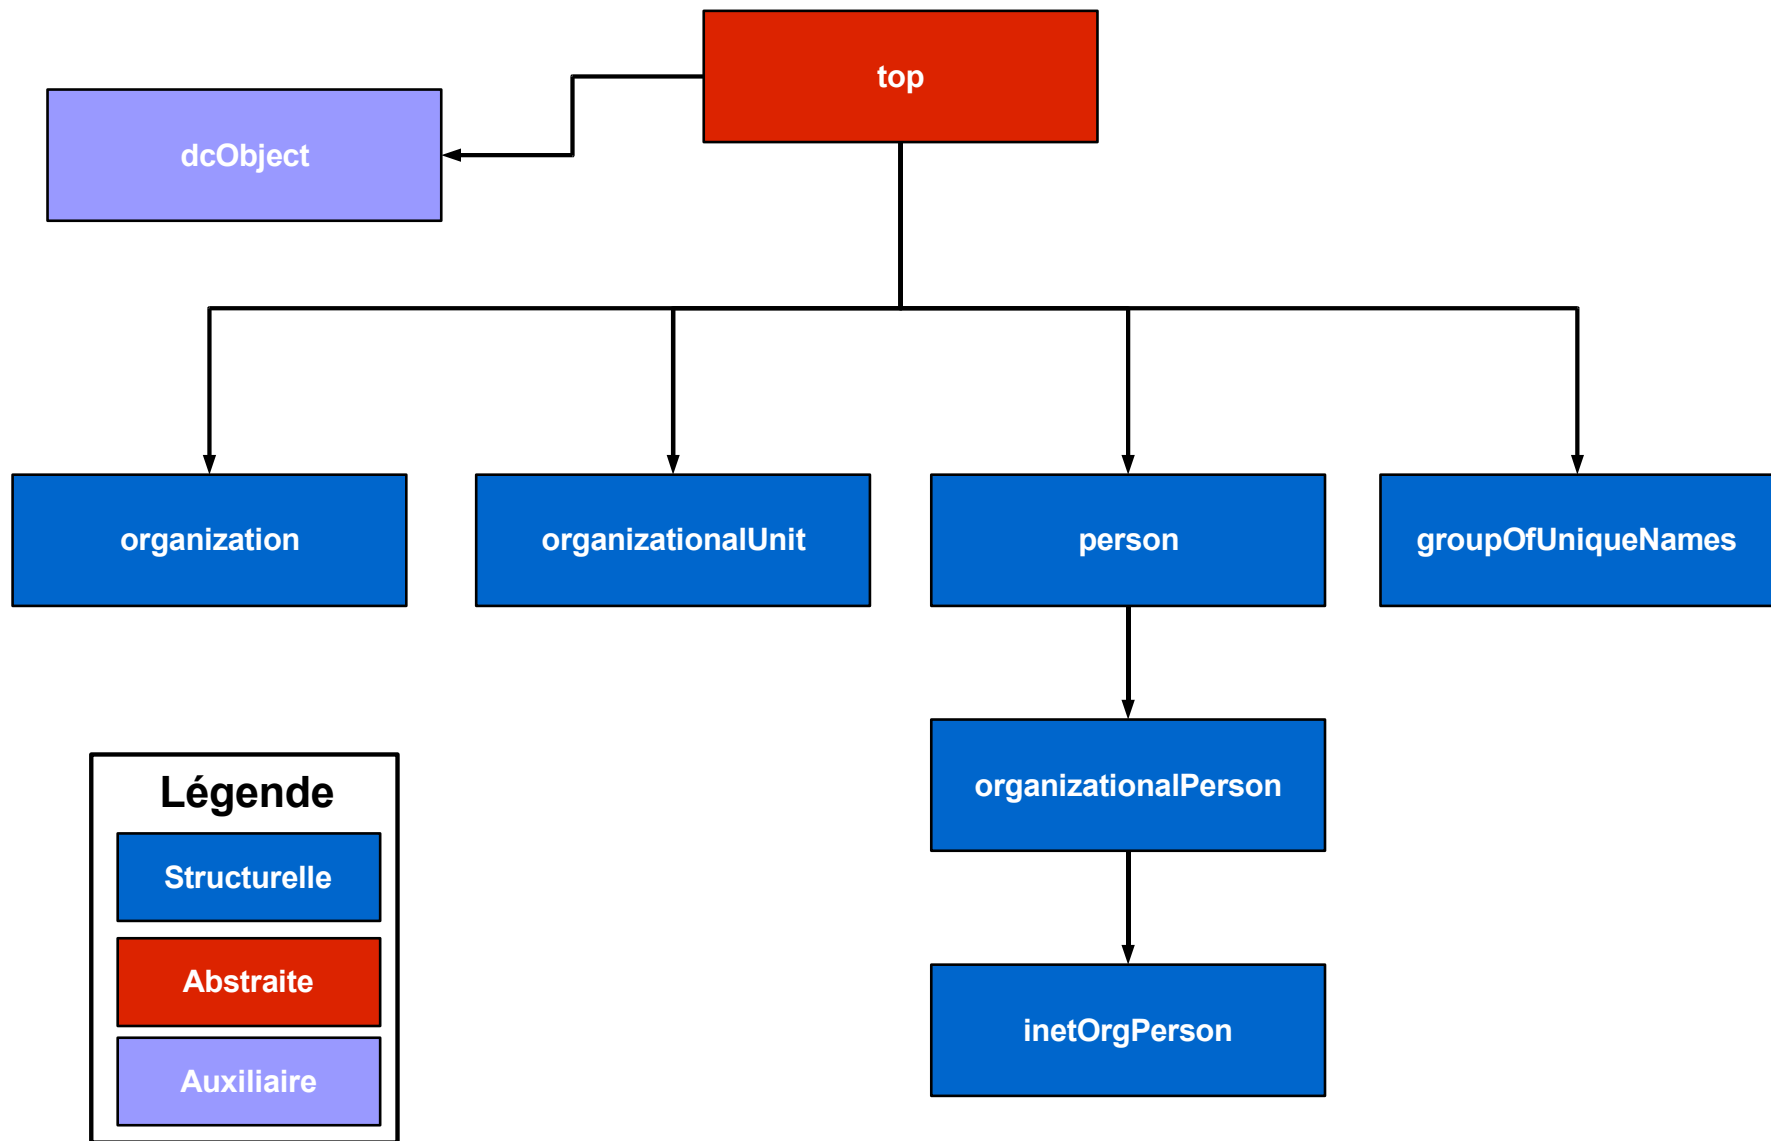 top
dcObject
organization
organizationalUnit
person
groupOfUniqueNames
organizationalPerson
inetOrgPerson
Légende
Structurelle
Abstraite
Auxiliaire